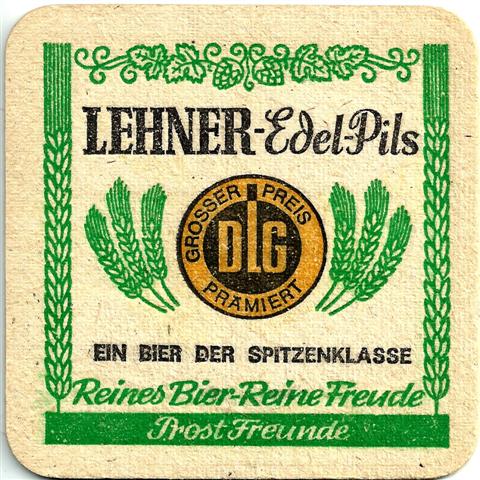 LEHNER-Edel-Pils
GROSSER PREIS
DLG
PRÄMIERT
EIN BIER DER SPITZENKLASSE
Reines Bier-Reine Freude
Prost Freunde